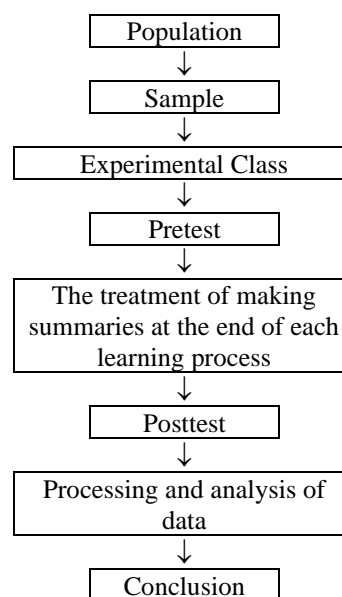 Population
Sample
Experimental Class
Pretest
The treatment of making
summaries at the end of each
learning process
Posttest
Processing and analysis of
data
Conclusion